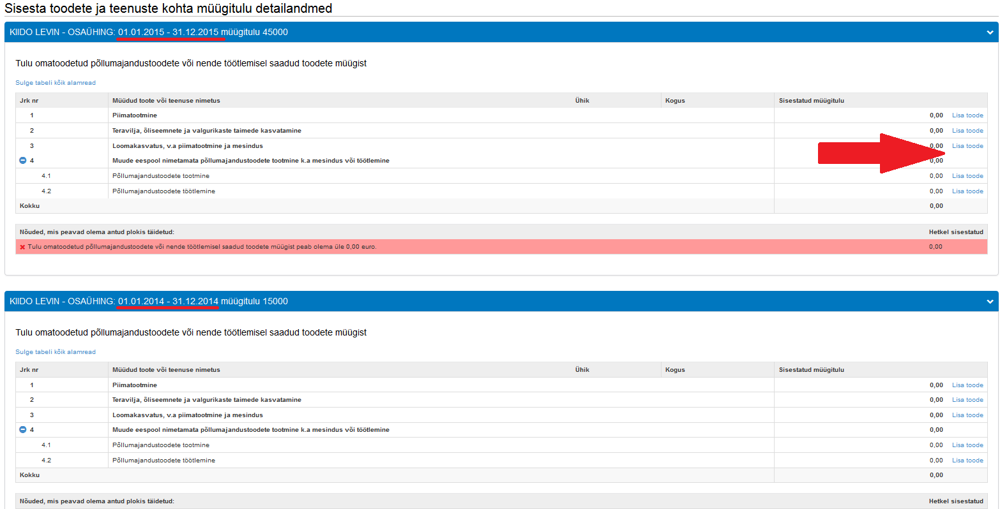 Sisesta toodete ja teenuste kohta müügitulu detailandmed
KIIDO LEVIN - OSAÜHING: 01.01.2015 - 31.12.2015 müügitulu 45000
Tulu omatoodetud põllumajandustoodete või nende töötlemisel saadud toodete müügist
Sulge tabeli kõik alamread
Jrk nr Müüdud toote või teenuse nimetus Ühik Kogus Sisestatud müügitulu
1 Piimatootmine 0,00 Lisa toode
2 Teravilja, õliseemnete ja valgurikaste taimede kasvatamine 0,00 Lisa toode
3 Loomakasvatus, v.a piimatootmine ja mesindus 0,00 Lisa toode
4 Muude eespool nimetamata põllumajandustoodete tootmine k.a mesindus või töötlemine 0,00
4.1 Põllumajandustoodete tootmine 0,00 Lisa toode
4.2 Põllumajandustoodete töötlemine 0,00 Lisa toode
Kokku 0,00
Nõuded, mis peavad olema antud plokis täidetud: Hetkel sisestatud
Tulu omatoodetud põllumajandustoodete või nende töötlemisel saadud toodete müügist peab olema üle 0,00 euro. 0,00
KIIDO LEVIN - OSAÜHING: 01.01.2014 - 31.12.2014 müügitulu 15000
Tulu omatoodetud põllumajandustoodete või nende töötlemisel saadud toodete müügist
Sulge tabeli kõik alamread
Jrk nr Müüdud toote või teenuse nimetus Ühik Kogus Sisestatud müügitulu
1 Piimatootmine 0,00 Lisa toode
2 Teravilja, õliseemnete ja valgurikaste taimede kasvatamine 0,00 Lisa toode
3 Loomakasvatus, v.a piimatootmine ja mesindus 0,00 Lisa toode
4 Muude eespool nimetamata põllumajandustoodete tootmine k.a mesindus või töötlemine 0,00
4.1 Põllumajandustoodete tootmine 0,00 Lisa toode
4.2 Põllumajandustoodete töötlemine 0,00 Lisa toode
Kokku 0,00
Nõuded, mis peavad olema antud plokis täidetud: Hetkel sisestatud